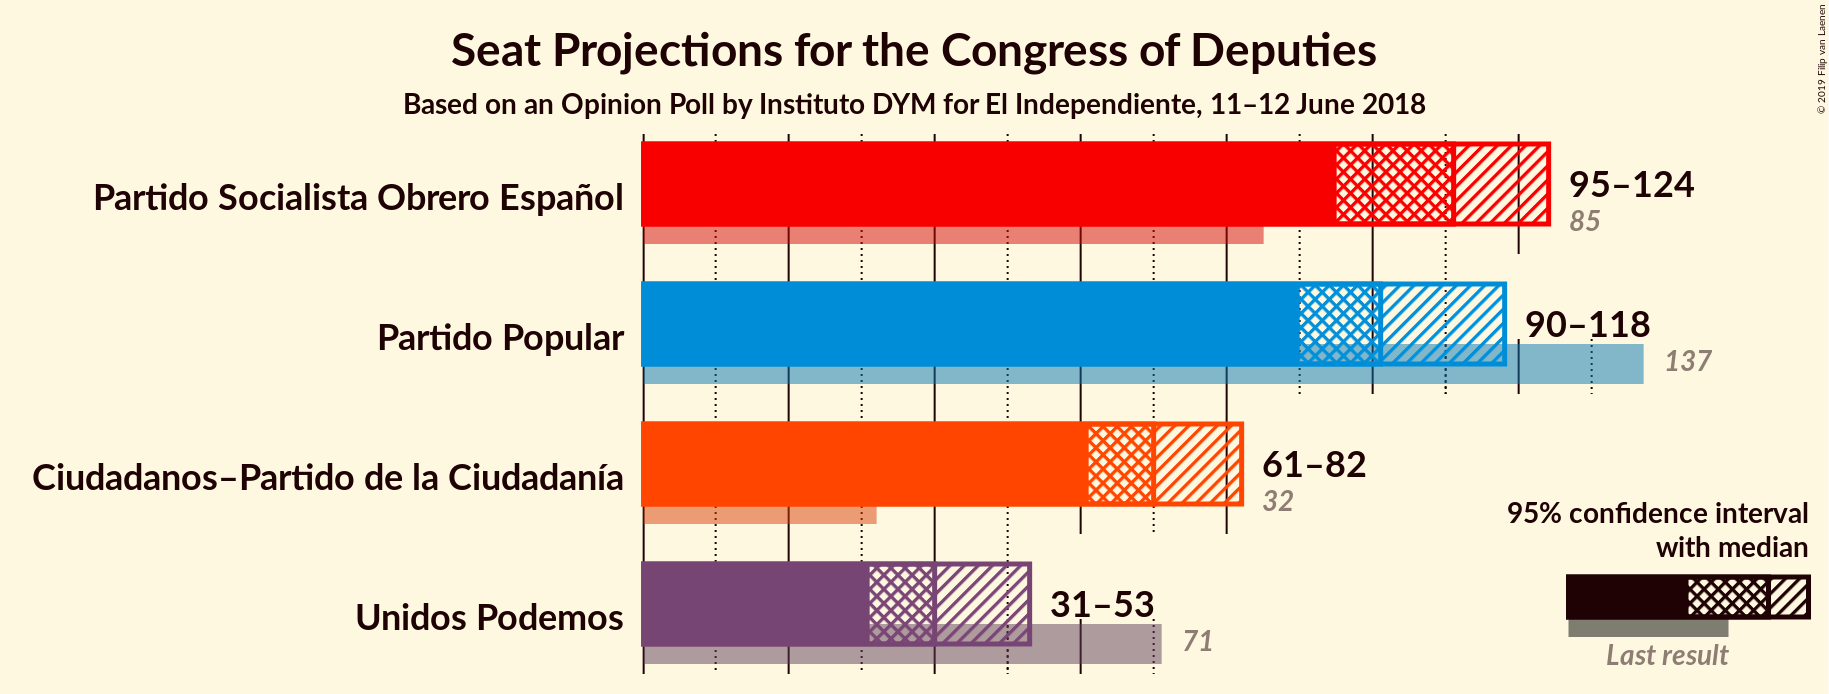 Seat Projections for the Congress of Deputies
Based on an Opinion Poll by Instituto DYM for El Independiente, 11–12 June 2018
© 2019 Filip van Laenen
Partido Socialista Obrero Español
95–124
85
Partido Popular
90–118
137
Ciudadanos–Partido de la Ciudadanía
61–82
32
Unidos Podemos
31–53
71
95% confidence interval
with median
Last result